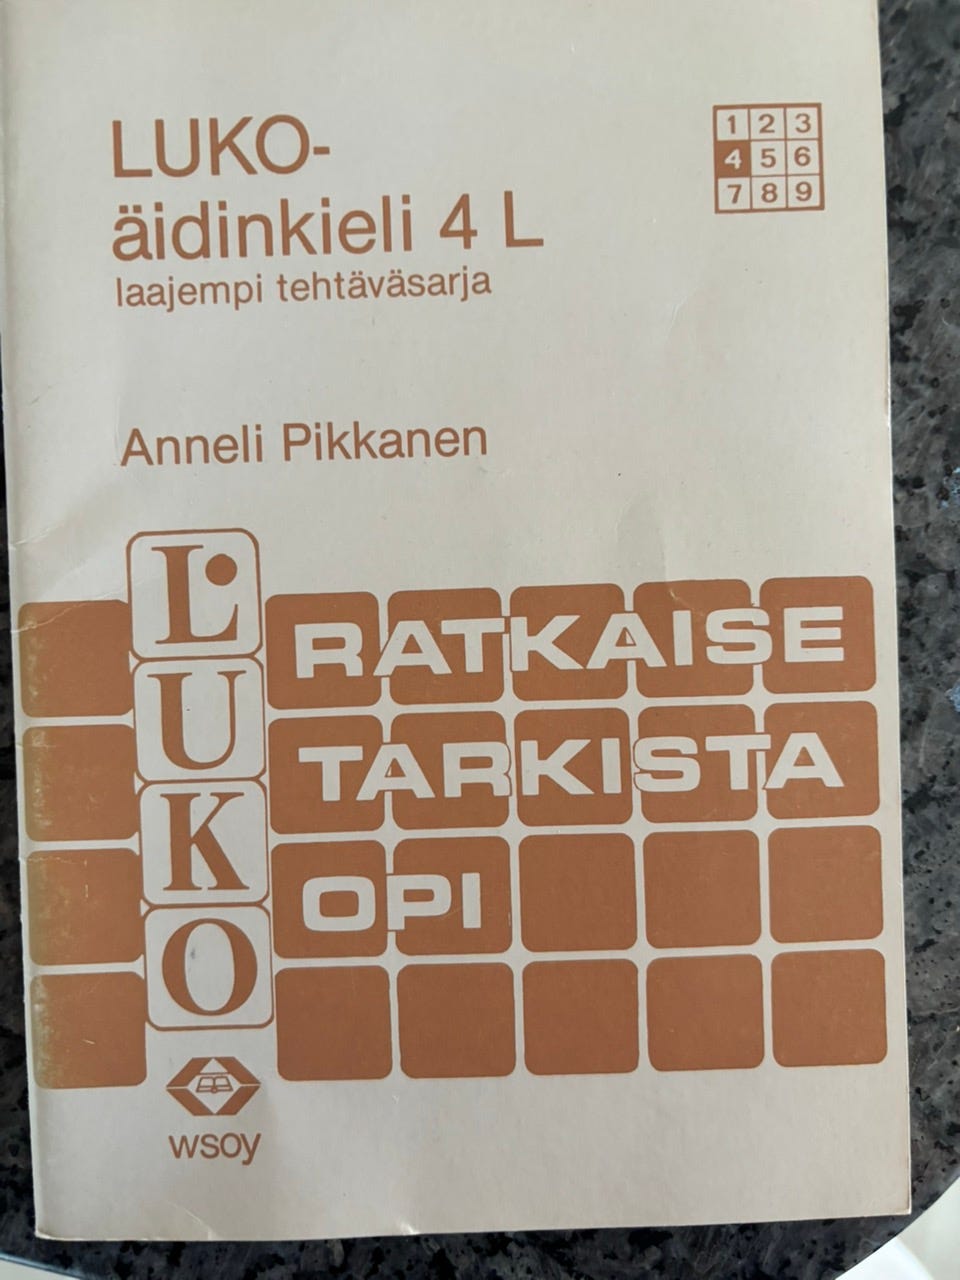 LUKO-
äidinkieli 4 L
laajempi tehtäväsarja
1 2 3
4 5 6
7 8 9
Anneli Pikkanen
LUKO
RATKAISE
TARKISTA
OPI
wsoy